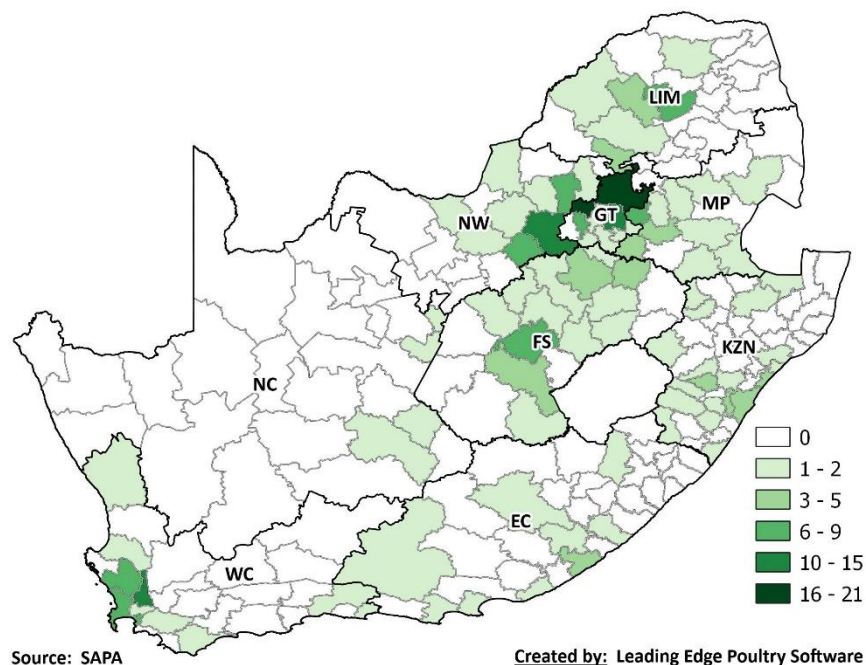 LIM
NW
GT
MP
FS
KZN
NC
EC
WC
0
1 - 2
3 - 5
6 - 9
10 - 15
16 - 21
Source: SAPA
Created by: Leading Edge Poultry Software